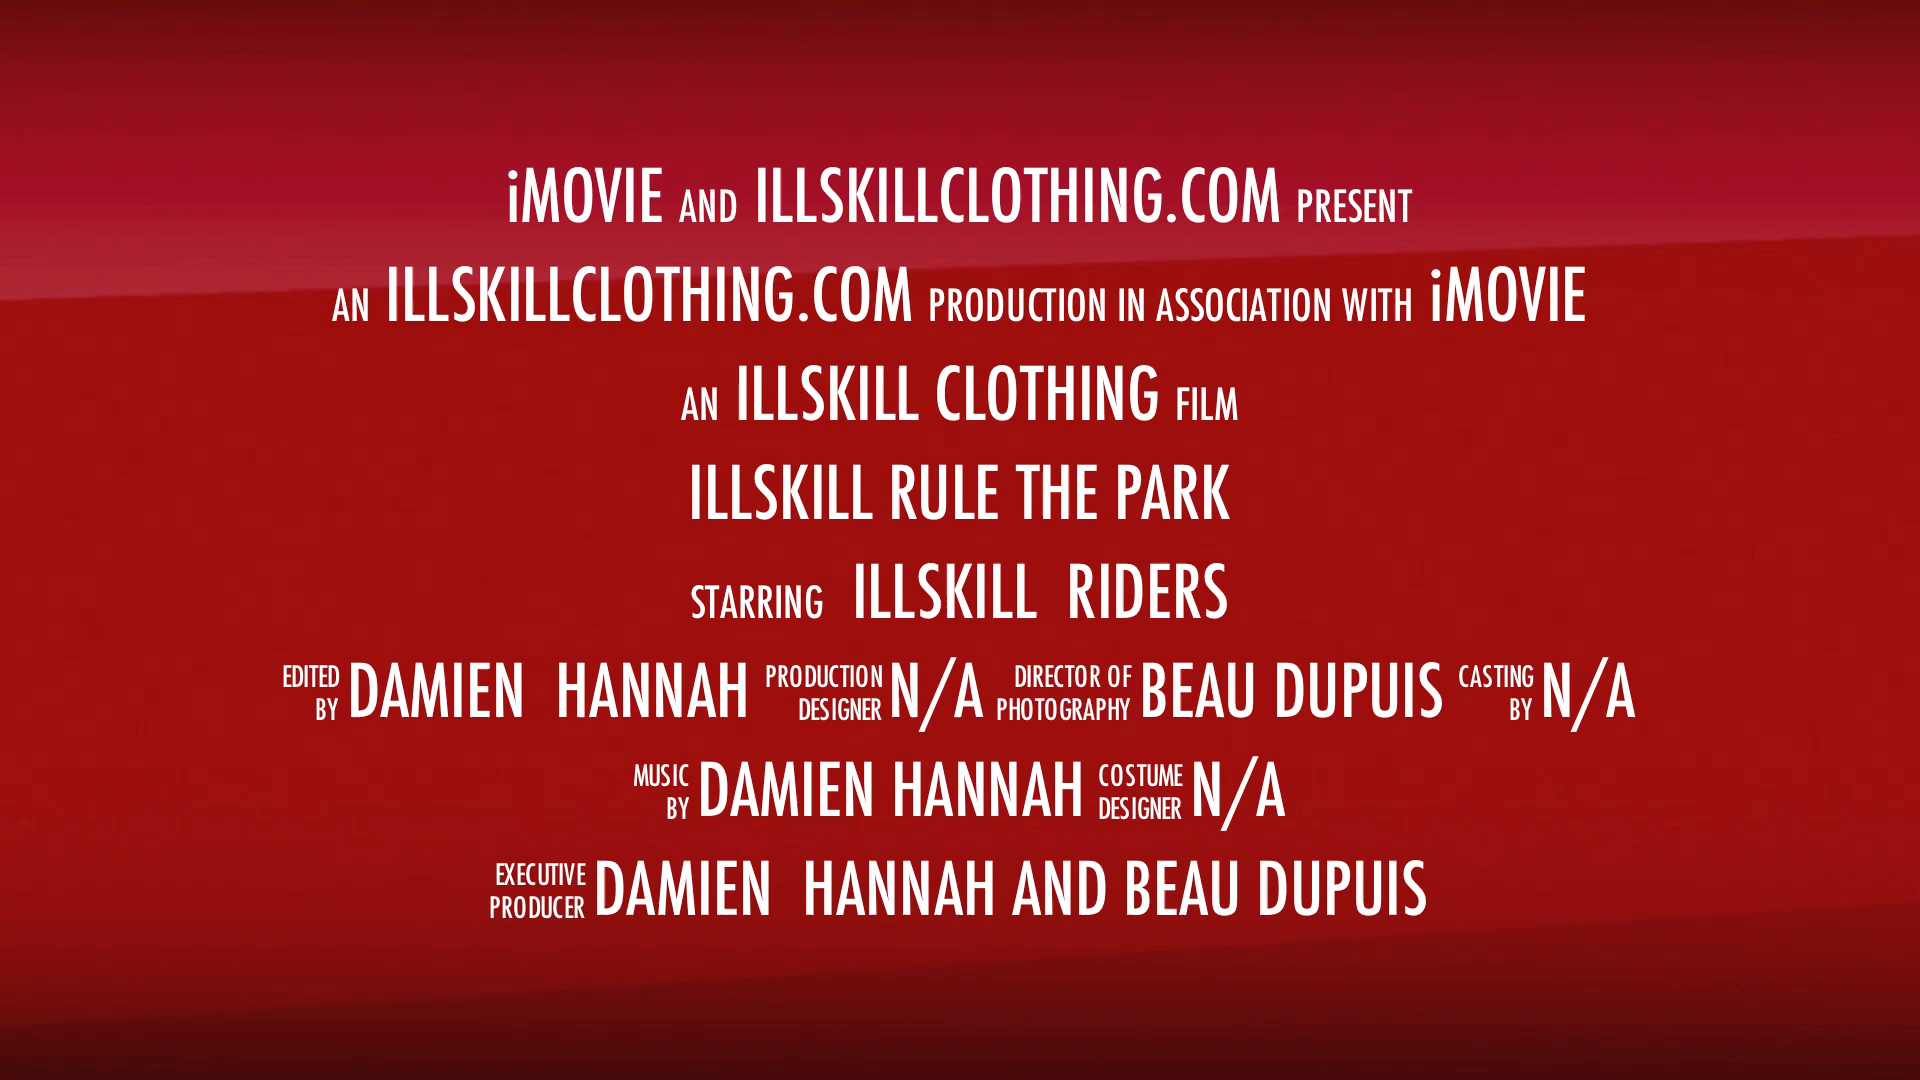 iMOVIE AND ILLSKILLCLOTHING.COM PRESENT
AN ILLSKILLCLOTHING.COM PRODUCTION IN ASSOCIATION WITH iMOVIE
AN ILLSKILL CLOTHING FILM
ILLSKILL RULE THE PARK
STARRING ILLSKILL RIDERS
EDITED BY DAMIEN HANNAH PRODUCTION DESIGNER N/A DIRECTOR OF PHOTOGRAPHY BEAU DUPUIS CASTING BY N/A
MUSIC BY DAMIEN HANNAH COSTUME DESIGNER N/A
EXECUTIVE PRODUCER DAMIEN HANNAH AND BEAU DUPUIS